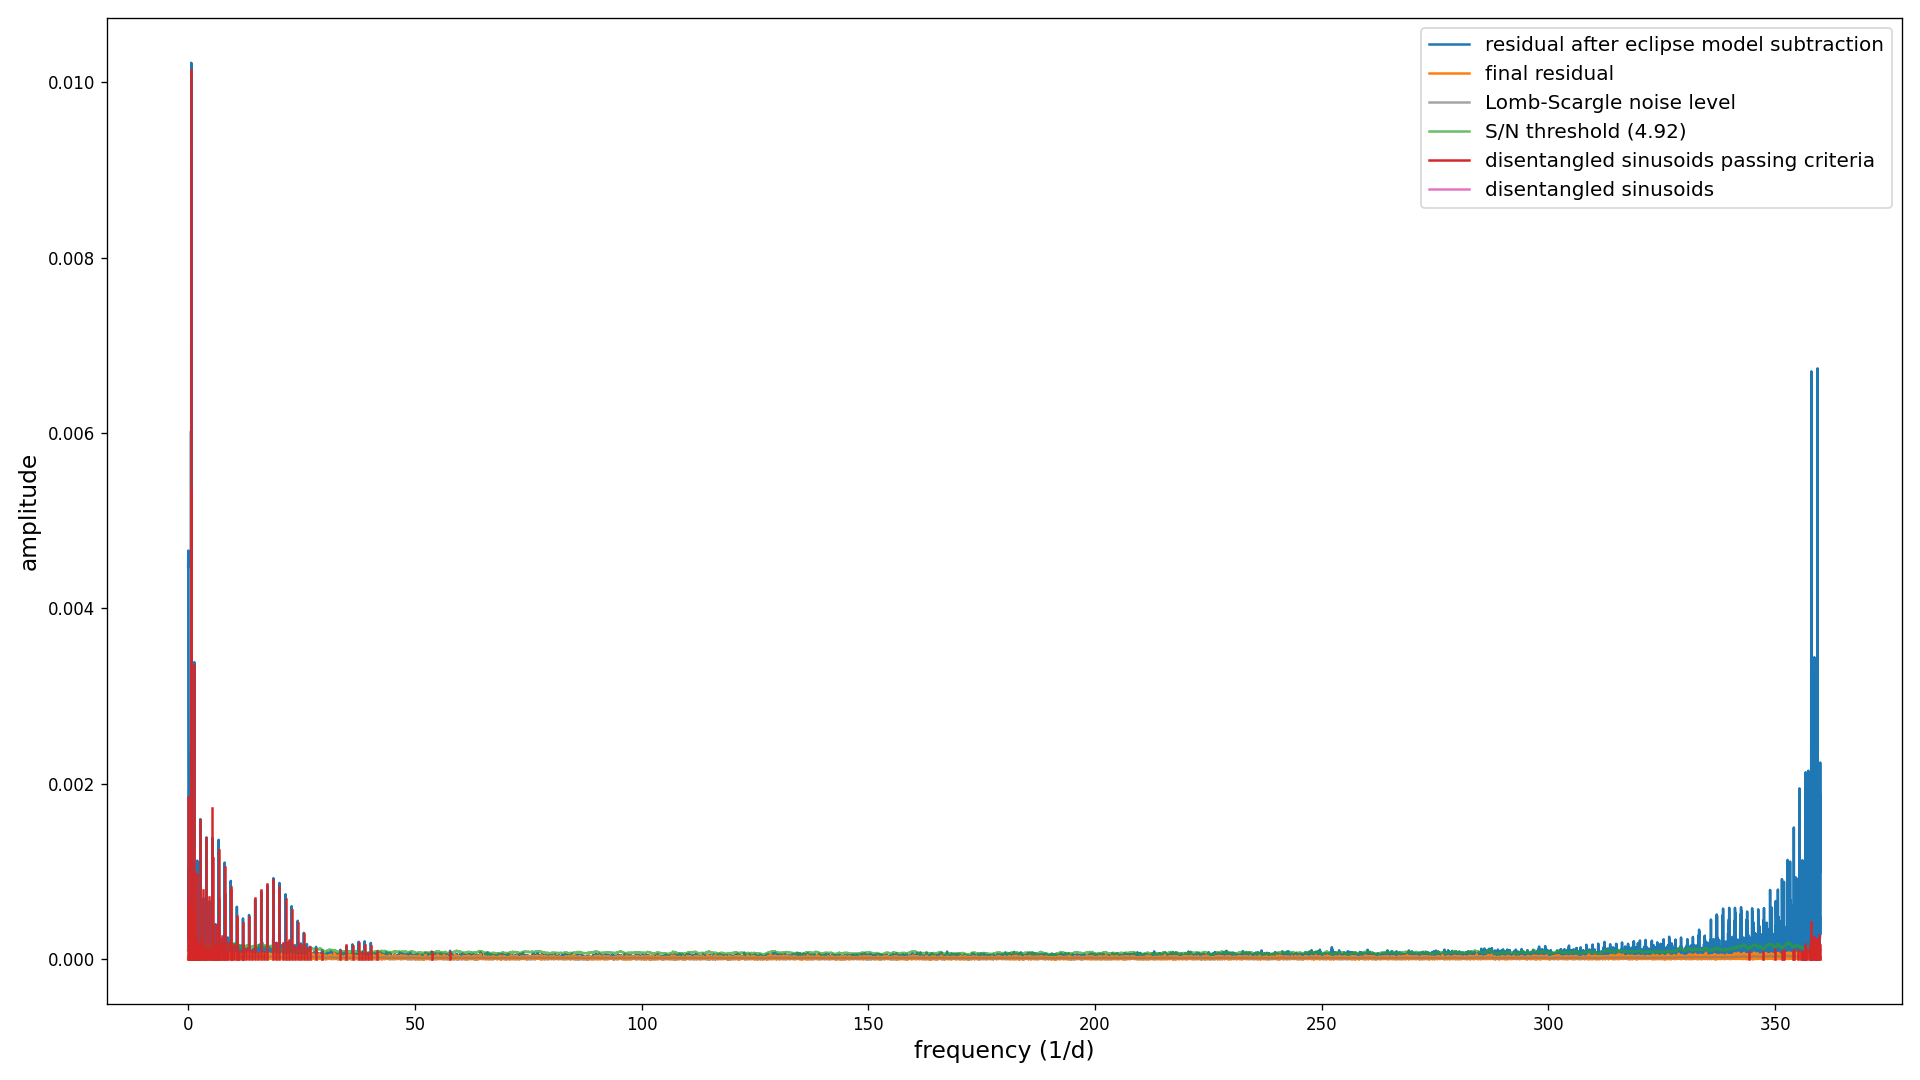 residual after eclipse model subtraction
final residual
Lomb-Scargle noise level
S/N threshold (4.92)
disentangled sinusoids passing criteria
disentangled sinusoids
0.010
0.008
0.006
0.004
0.002
0.000
amplitude
0 50 100 150 200 250 300 350
frequency (1/d)